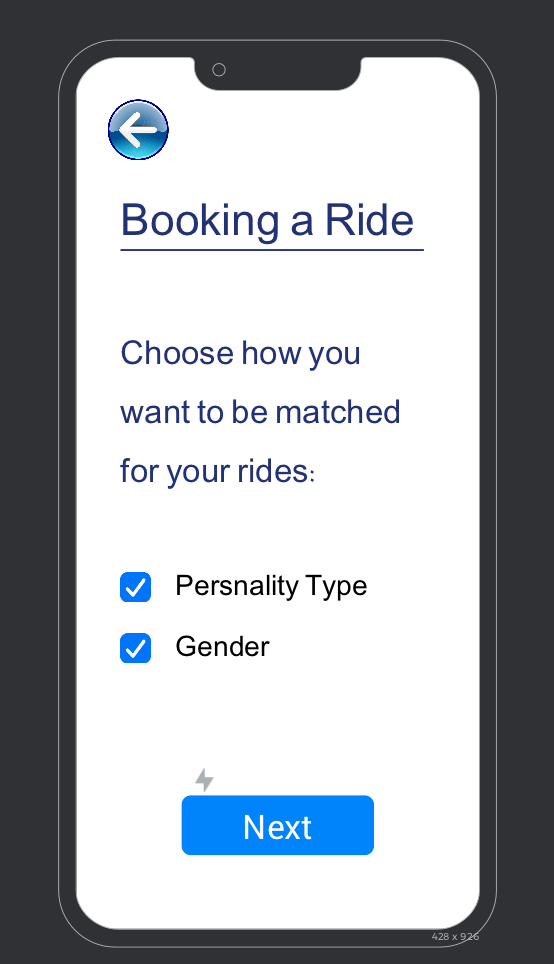 Booking a Ride
Choose how you
want to be matched
for your rides:
Persnality Type
Gender
Next
428 x 926